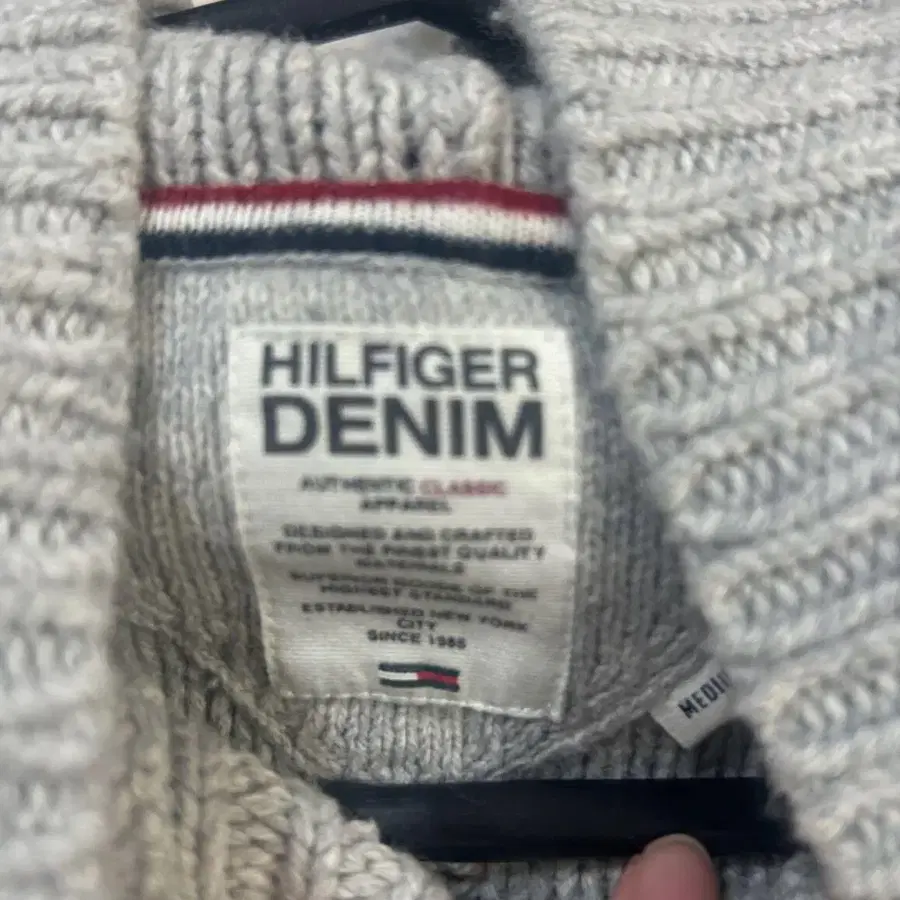 HILFIGER
DENIM
AUTHENTIC CLASSIC
APPAREL
DESIGNED AND CRAFTED
FROM THE FINEST QUALITY
MATERIALS
SUPERIOR GOODS OF THE
HIGHEST STANDARD
ESTABLISHED NEW YORK
CITY
SINCE 1985
MEDIU